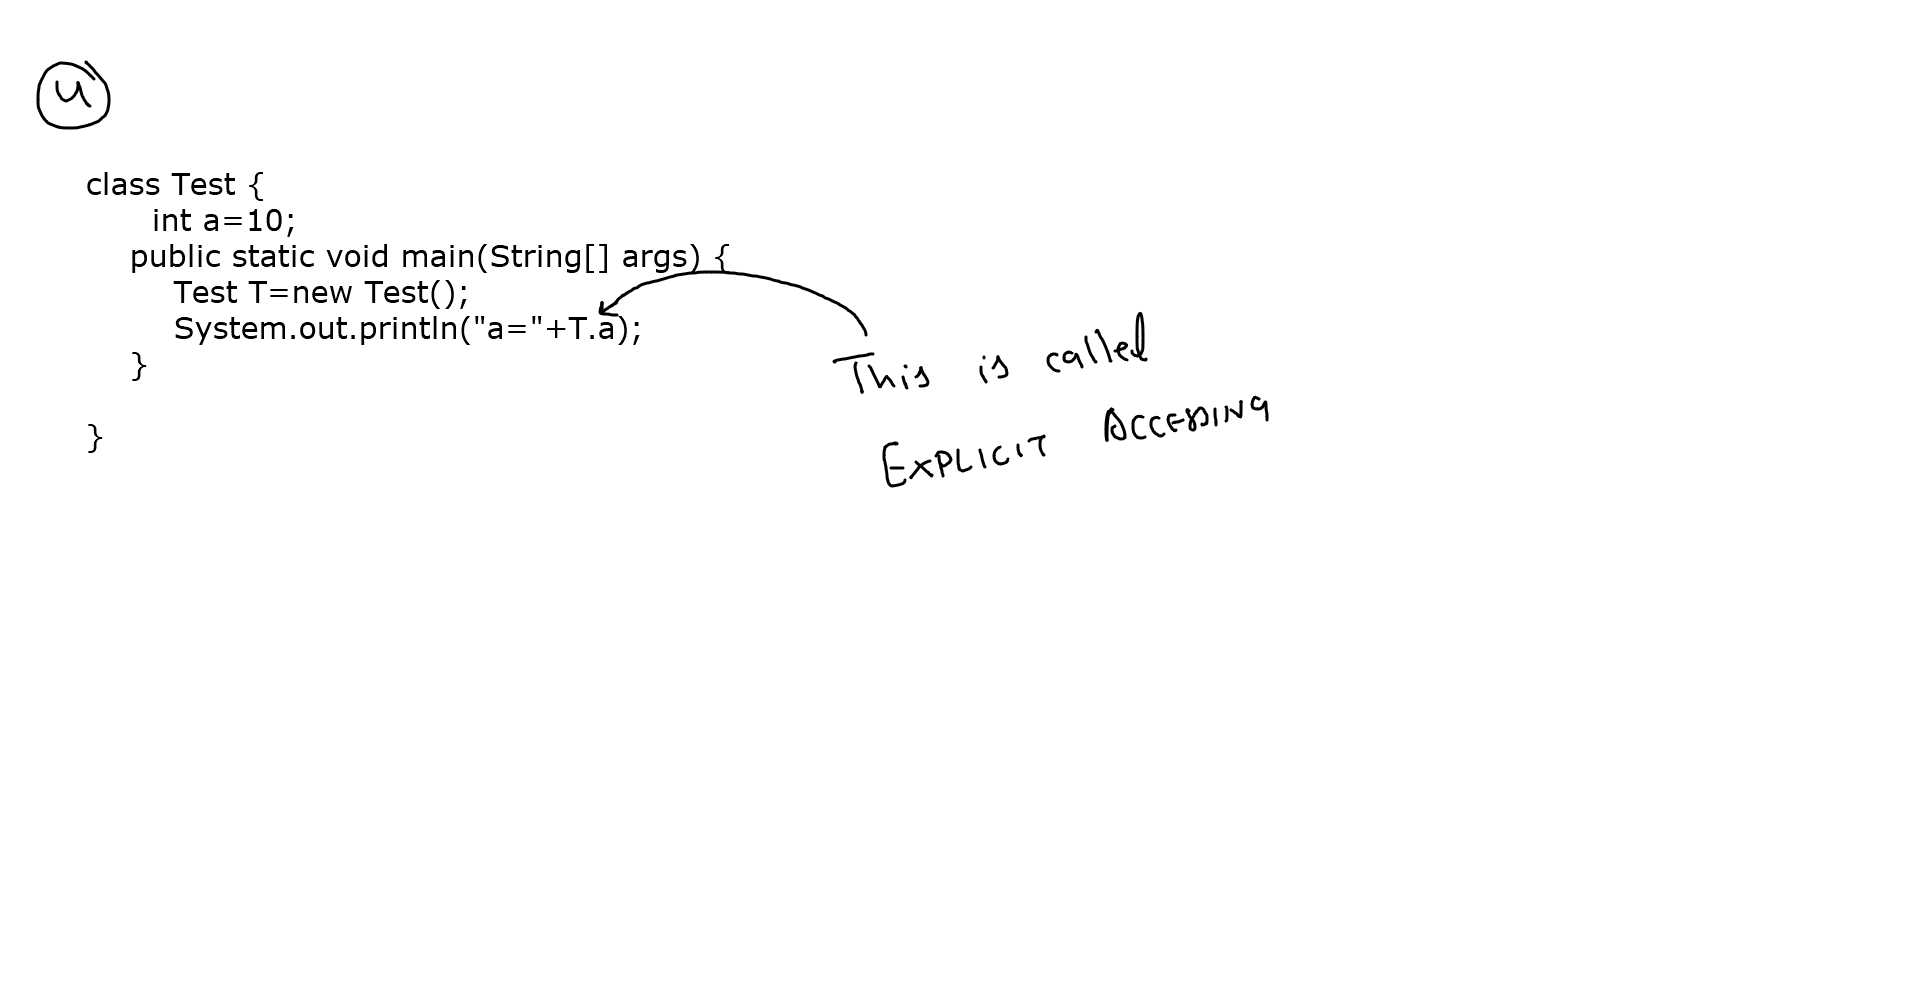 4
class Test {
int a=10;
public static void main(String[] args) {
Test T=new Test();
System.out.println("a="+T.a);
}
}
This is called
EXPLICIT ACCESSING